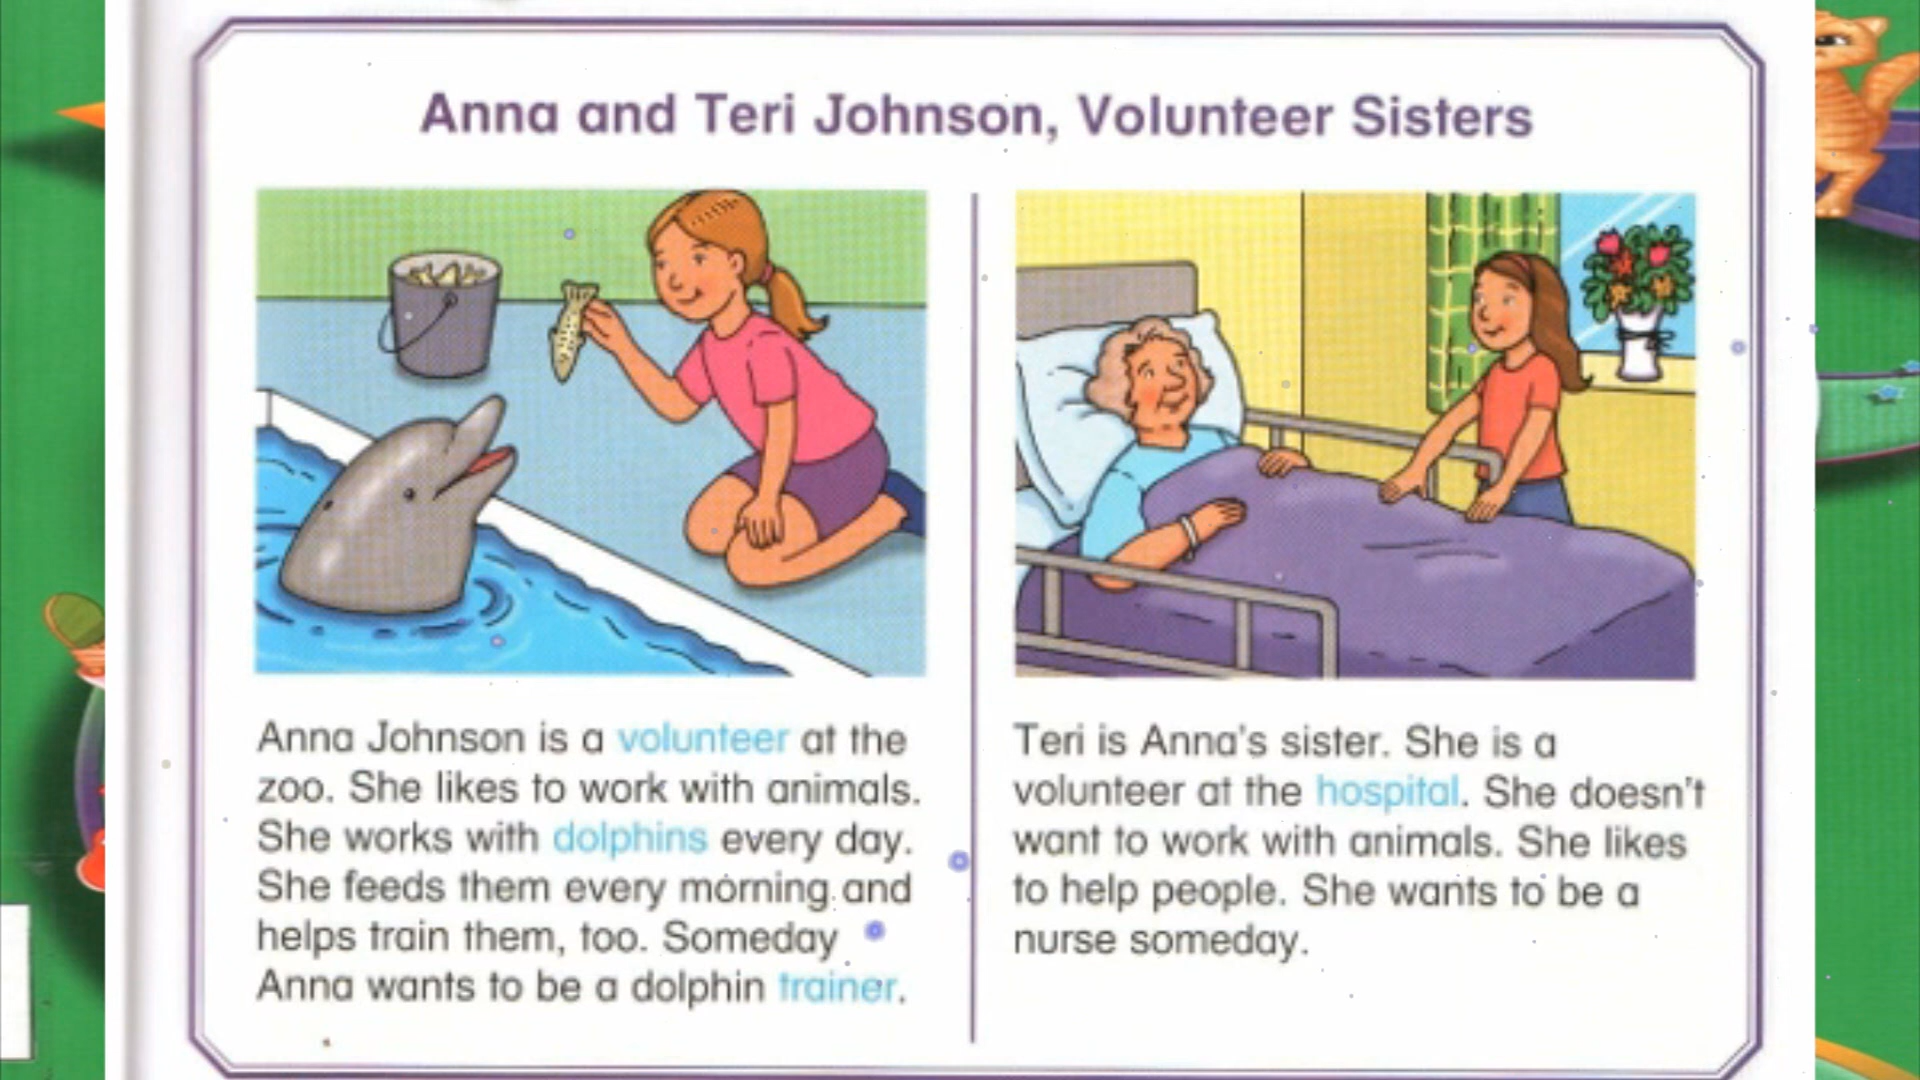 Anna and Teri Johnson, Volunteer Sisters
Anna Johnson is a volunteer at the
zoo. She likes to work with animals.
She works with dolphins every day.
She feeds them every morning and
helps train them, too. Someday
Anna wants to be a dolphin trainer.
Teri is Anna's sister. She is a
volunteer at the hospital. She doesn't
want to work with animals. She likes
to help people. She wants to be a
nurse someday.